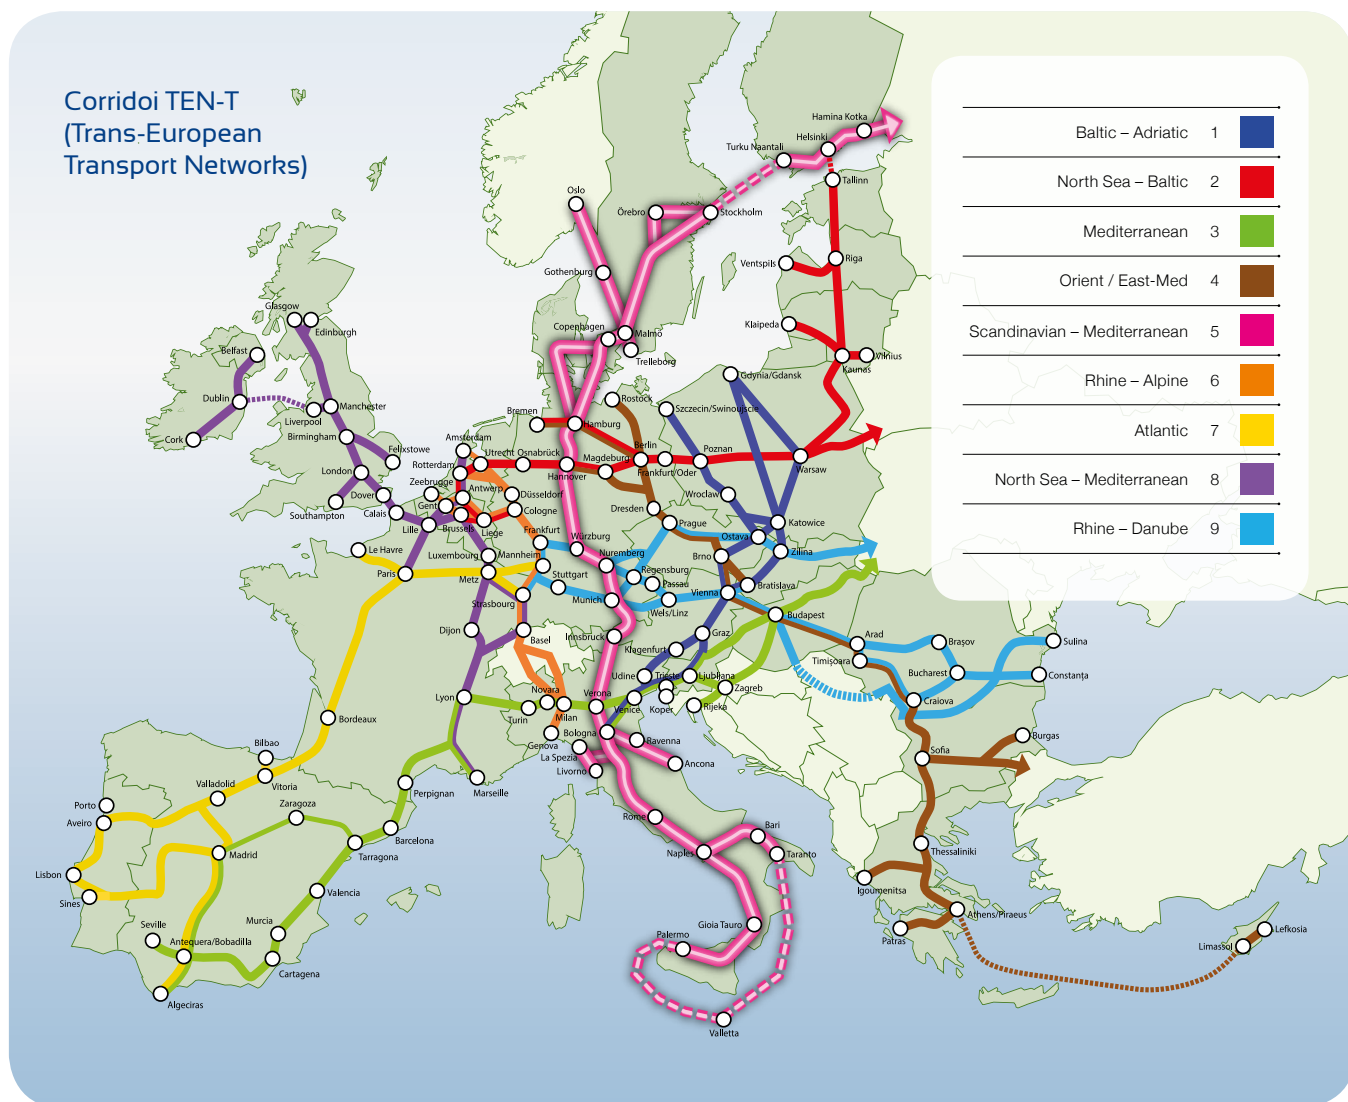 Corridoi TEN-T
(Trans-European
Transport Networks)
Baltic – Adriatic 1
North Sea – Baltic 2
Mediterranean 3
Orient / East-Med 4
Scandinavian – Mediterranean 5
Rhine – Alpine 6
Atlantic 7
North Sea – Mediterranean 8
Rhine – Danube 9
Hamina Kotka
Helsinki
Turku Naantali
Tallinn
Oslo
Örebro
Stockholm
Ventspils
Riga
Gothenburg
Glasgow
Edinburgh
Copenhagen
Malmö
Klaipeda
Trelleborg
Belfast
Vilnius
Kaunas
Gdynia/Gdansk
Dublin
Liverpool
Manchester
Rostock
Szczecin/Swinoujscie
Bremen
Hamburg
Cork
Birmingham
Felixstowe
Amsterdam
Utrecht
Osnabrück
Berlin
Poznan
Warsaw
London
Rotterdam
Hannover
Magdeburg
Frankfurt/Oder
Zeebrugge
Antwerp
Düsseldorf
Wroclaw
Dover
Southampton
Calais
Gent
Cologne
Dresden
Lille
Brussels
Liege
Prague
Katowice
Frankfurt
Ostava
Le Havre
Luxembourg
Mannheim
Würzburg
Nuremberg
Brno
Zilina
Paris
Metz
Stuttgart
Regensburg
Passau
Bratislava
Strasbourg
Munich
Wels/Linz
Vienna
Budapest
Dijon
Basel
Innsbruck
Graz
Arad
Braşov
Sulina
Klagenfurt
Timişoara
Bucharest
Constanţa
Udine
Trieste
Ljubljana
Lyon
Novara
Verona
Zagreb
Turin
Milan
Venice
Koper
Rijeka
Craiova
Bordeaux
Genova
Bologna
Ravenna
Sofia
Burgas
Bilbao
La Spezia
Livorno
Ancona
Vitoria
Marseille
Valladolid
Perpignan
Porto
Aveiro
Zaragoza
Barcelona
Rome
Bari
Madrid
Tarragona
Naples
Taranto
Thessaliniki
Lisbon
Sines
Valencia
Igoumenitsa
Seville
Murcia
Gioia Tauro
Athens/Piraeus
Antequera/Bobadilla
Palermo
Patras
Lefkosia
Limassol
Cartagena
Algeciras
Valletta